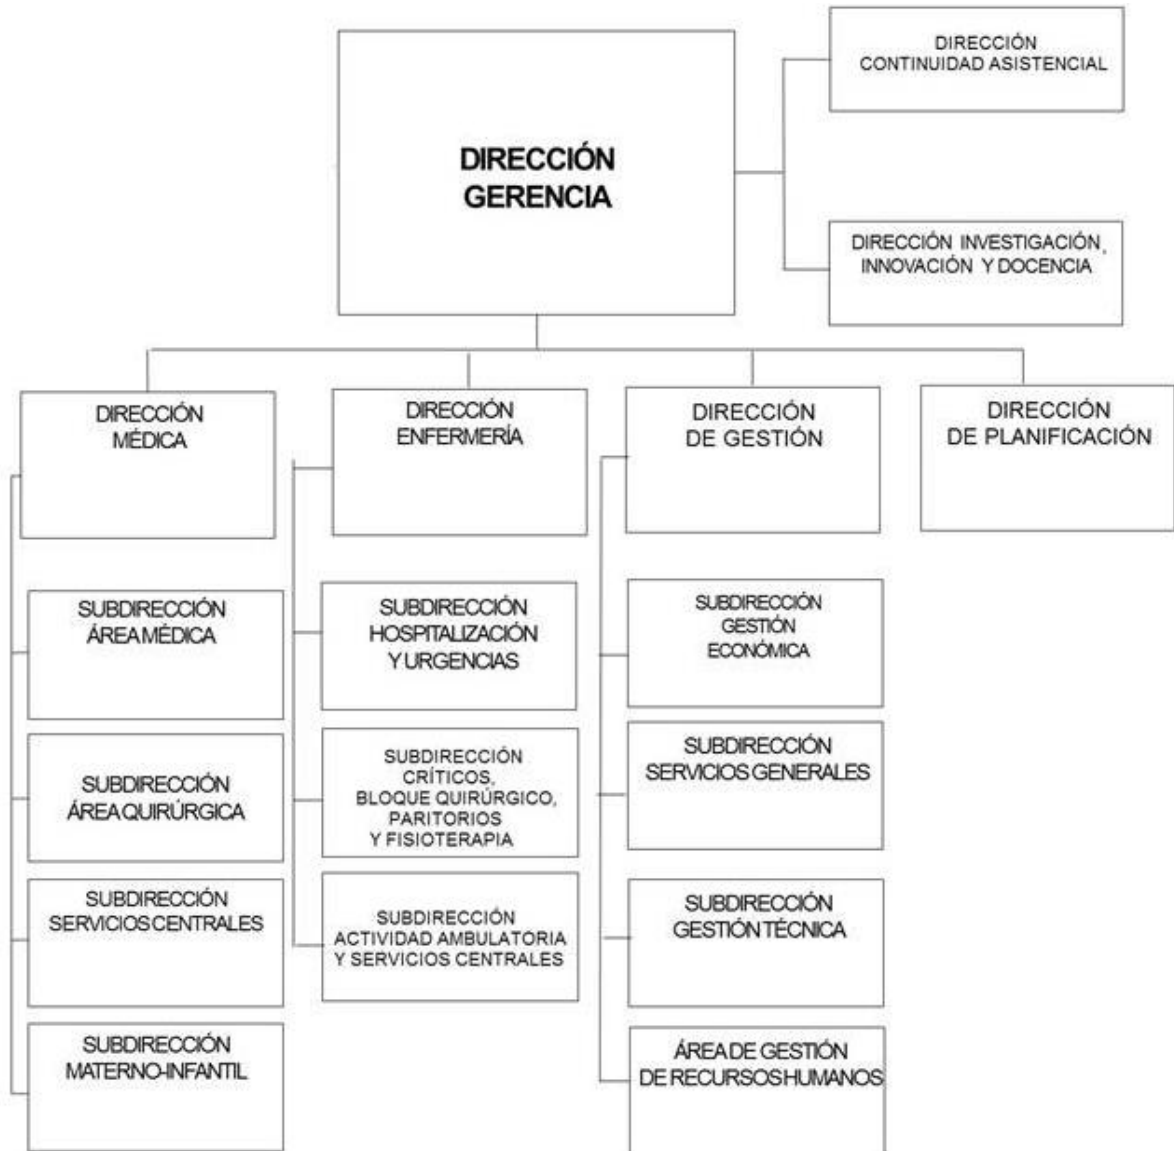 DIRECCIÓN
CONTINUIDAD ASISTENCIAL
DIRECCIÓN
GERENCIA
DIRECCIÓN INVESTIGACIÓN,
INNOVACIÓN Y DOCENCIA
DIRECCIÓN
MÉDICA
DIRECCIÓN
ENFERMERÍA
DIRECCIÓN
DE GESTIÓN
DIRECCIÓN
DE PLANIFICACIÓN
SUBDIRECCIÓN
ÁREA MÉDICA
SUBDIRECCIÓN
HOSPITALIZACIÓN
Y URGENCIAS
SUBDIRECCIÓN
GESTIÓN
ECONÓMICA
SUBDIRECCIÓN
ÁREA QUIRÚRGICA
SUBDIRECCIÓN
CRÍTICOS,
BLOQUE QUIRÚRGICO,
PARITORIOS
Y FISIOTERAPIA
SUBDIRECCIÓN
SERVICIOS GENERALES
SUBDIRECCIÓN
SERVICIOS CENTRALES
SUBDIRECCIÓN
ACTIVIDAD AMBULATORIA
Y SERVICIOS CENTRALES
SUBDIRECCIÓN
GESTIÓN TÉCNICA
SUBDIRECCIÓN
MATERNO-INFANTIL
ÁREA DE GESTIÓN
DE RECURSOS HUMANOS